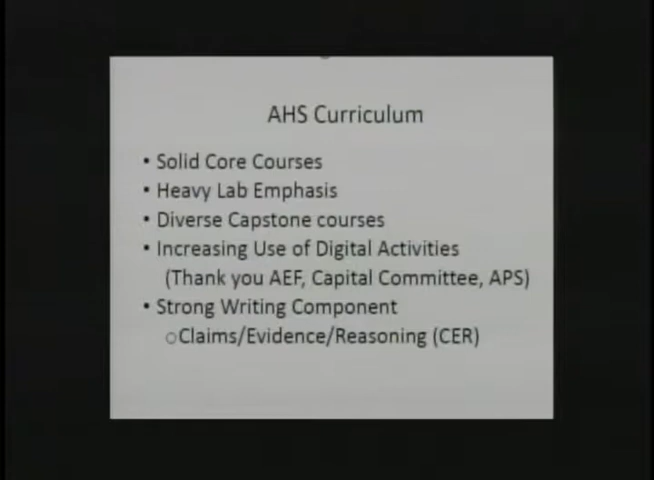 AHS Curriculum
• Solid Core Courses
• Heavy Lab Emphasis
• Diverse Capstone courses
• Increasing Use of Digital Activities
(Thank you AEF, Capital Committee, APS)
• Strong Writing Component
○Claims/Evidence/Reasoning (CER)